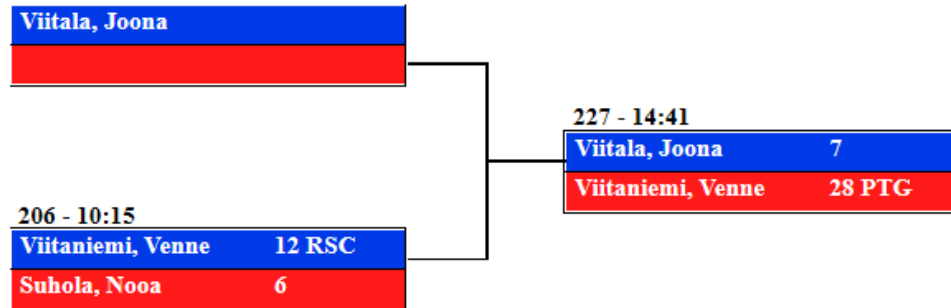 Viitala, Joona
227 - 14:41
Viitala, Joona 7
Viitaniemi, Venne 28 PTG
206 - 10:15
Viitaniemi, Venne 12 RSC
Suhola, Nooa 6